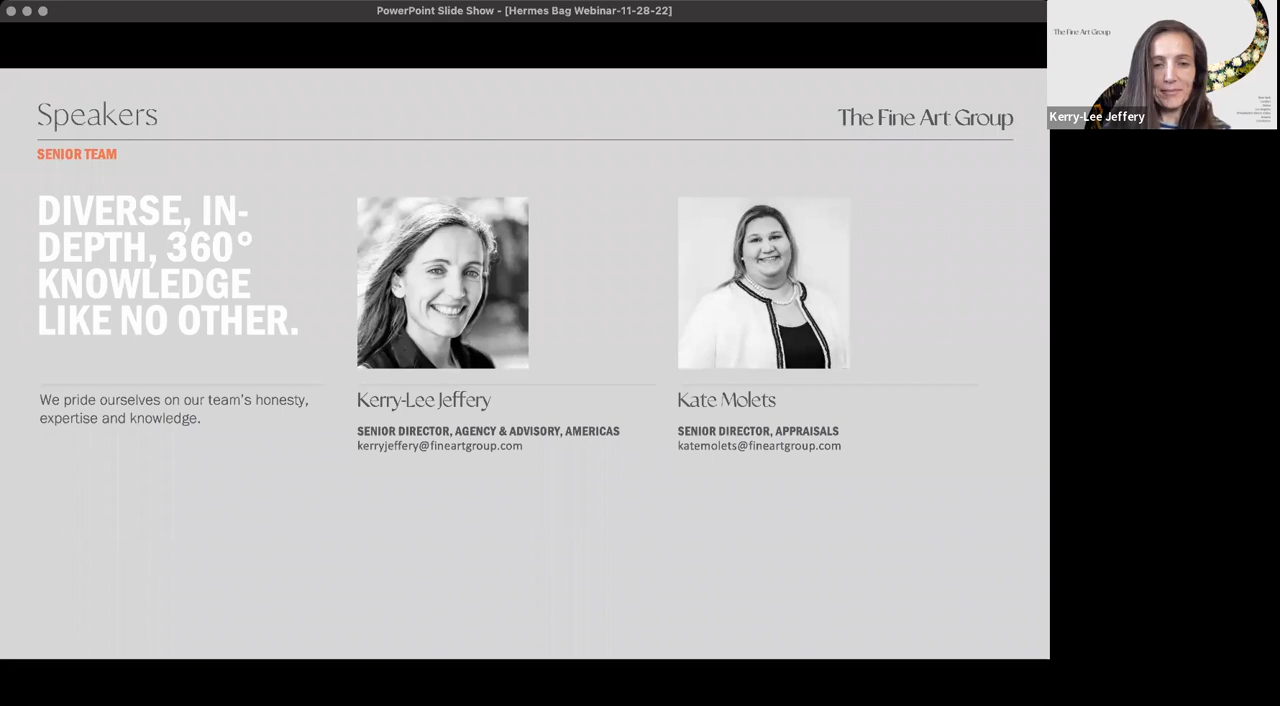 PowerPoint Slide Show - [Hermes Bag Webinar-11-28-22]
The Fine Art Group
Kerry-Lee Jeffery
Speakers
The Fine Art Group
SENIOR TEAM
DIVERSE, IN-
DEPTH, 360°
KNOWLEDGE
LIKE NO OTHER.
We pride ourselves on our team's honesty,
expertise and knowledge.
Kerry-Lee Jeffery
SENIOR DIRECTOR, AGENCY & ADVISORY, AMERICAS
kerryjeffery@fineartgroup.com
Kate Molets
SENIOR DIRECTOR, APPRAISALS
katemolets@fineartgroup.com